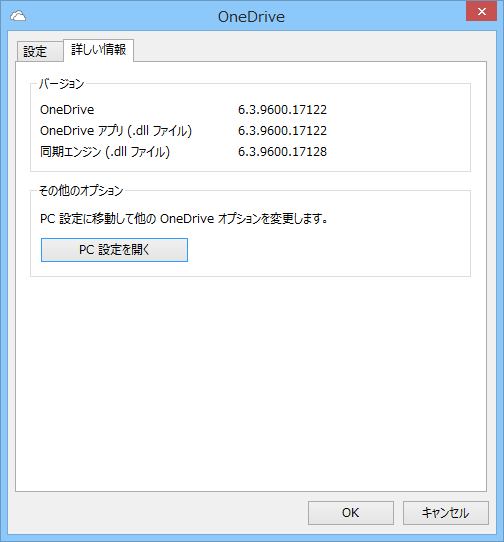 OneDrive
設定
詳しい情報
バージョン
OneDrive 6.3.9600.17122
OneDrive アプリ (.dll ファイル) 6.3.9600.17122
同期エンジン (.dll ファイル) 6.3.9600.17128
その他のオプション
PC 設定に移動して他の OneDrive オプションを変更します。
PC 設定を開く
OK
キャンセル